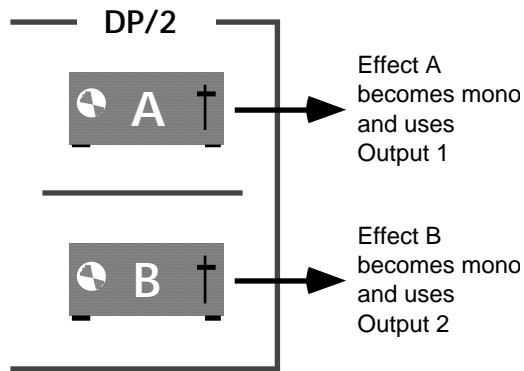 DP/2
A
Effect A
becomes mono
and uses
Output 1
B
Effect B
becomes mono
and uses
Output 2